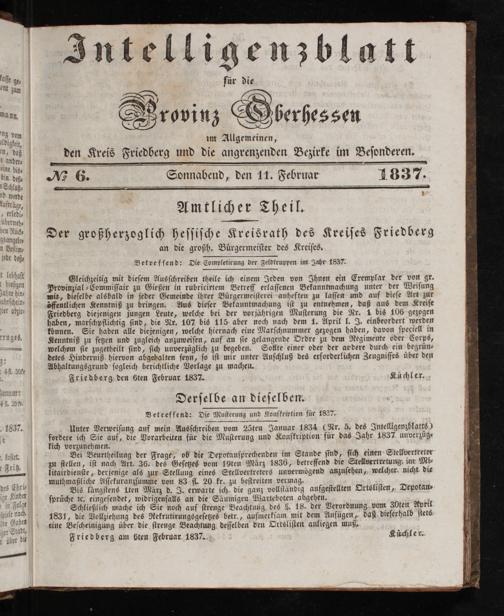 Intelligenzblatt
für die
Provinz Oberhessen
im Allgemeinen,
den Kreis Friedberg und die angrenzenden Bezirke im Besonderen.
№ 6. Sonnabend, den 11. Februar 1837.
Amtlicher Theil.
Der großherzoglich hessische Kreisrath des Kreises Friedberg
an die großh. Bürgermeister des Kreises.
Betreffend: Die Completirung der Feldtruppen im Jahr 1837.
Gleichzeitig mit diesem Ausschreiben theile ich einem Jeden von Ihnen ein Exemplar der von gr.
Provinzial-Commissair zu Gießen in rubricirtem Betreff erlassenen Bekanntmachung unter der Weisung
mit, dieselbe alsbald in jeder Gemeinde ihrer Bürgermeisterei anheften zu lassen und auf diese Art zur
öffentlichen Kenntniß zu bringen. Aus dieser Bekanntmachung ist zu entnehmen, daß aus dem Kreise
Friedberg diejenigen jungen Leute, welche bei der vorjährigen Musterung die Nr. 1 bis 106 gezogen
haben, marschpflichtig sind, die Nr. 107 bis 115 aber noch nach dem 1. April l. J. einbeordert werden
können. Sie haben alle diejenigen, welche hiernach eine Marschnummer gezogen haben, davon speciell in
Kenntniß zu setzen und zugleich anzuweisen, auf an sie gelangende Ordre zu dem Regimente oder Corps,
welchem sie zugetheilt sind, sich unverzüglich zu begeben. Sollte einer oder der andere durch ein begrün-
detes Hinderniß hiervon abgehalten seyn, so ist mir unter Anschluß des erforderlichen Zeugnisses über den
Abhaltungsgrund sogleich berichtliche Vorlage zu machen.
Friedberg den 6ten Februar 1837. Küchler.
Derselbe an dieselben.
Betreffend: Die Musterung und Konskription für 1837.
Unter Verweisung auf mein Ausschreiben vom 25ten Januar 1834 (Nr. 5. des Intelligenzblatts)
fordere ich Sie auf, die Vorarbeiten für die Musterung und Konskription für das Jahr 1837 unverzüg-
lich vorzunehmen.
Bei Beurtheilung der Frage, ob die Depotansprechenden im Stande sind, sich einen Stellvertreter
zu stellen, ist nach Art. 36. des Gesetzes vom 19ten März 1836, betreffend die Stellvertretung im Mi-
litairdienste, derjenige als zur Stellung eines Stellvertreters unvermögend anzusehen, welcher nicht die
muthmaßliche Assekuranzsumme von 83 fl. 20 kr. zu bestreiten vermag.
Bis längstens 1ten März d. J. erwarte ich die ganz vollständig ausgestellten Ortslisten, Depotan-
sprüche ꝛc. eingesendet, widrigenfalls an die Säumigen Warteboten abgehen.
Schließlich mache ich Sie noch auf strenge Beachtung des §. 18. der Verordnung vom 30ten April
1831, die Vollziehung des Rekrutirungsgesetzes betr., aufmerksam mit dem Anfügen, daß dieserhalb stets
eine Bescheinigung über die strenge Beachtung desselben den Ortslisten anliegen muß.
Friedberg am 6ten Februar 1837. Küchler.